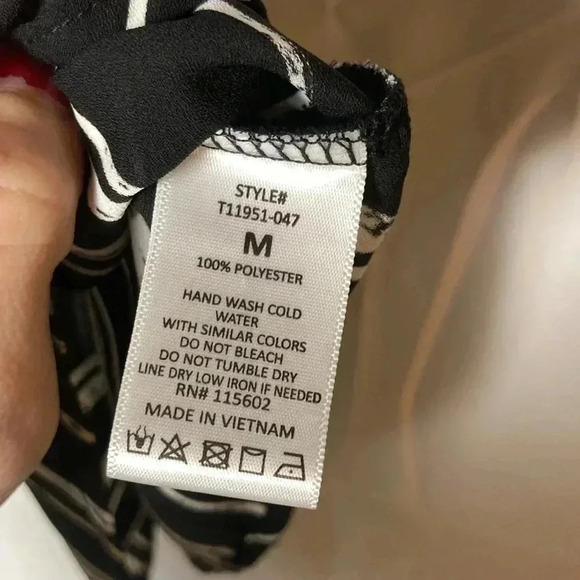 STYLE#
T11951-047
M
100% POLYESTER
HAND WASH COLD
WATER
WITH SIMILAR COLORS
DO NOT BLEACH
DO NOT TUMBLE DRY
LINE DRY LOW IRON IF NEEDED
RN# 115602
MADE IN VIETNAM